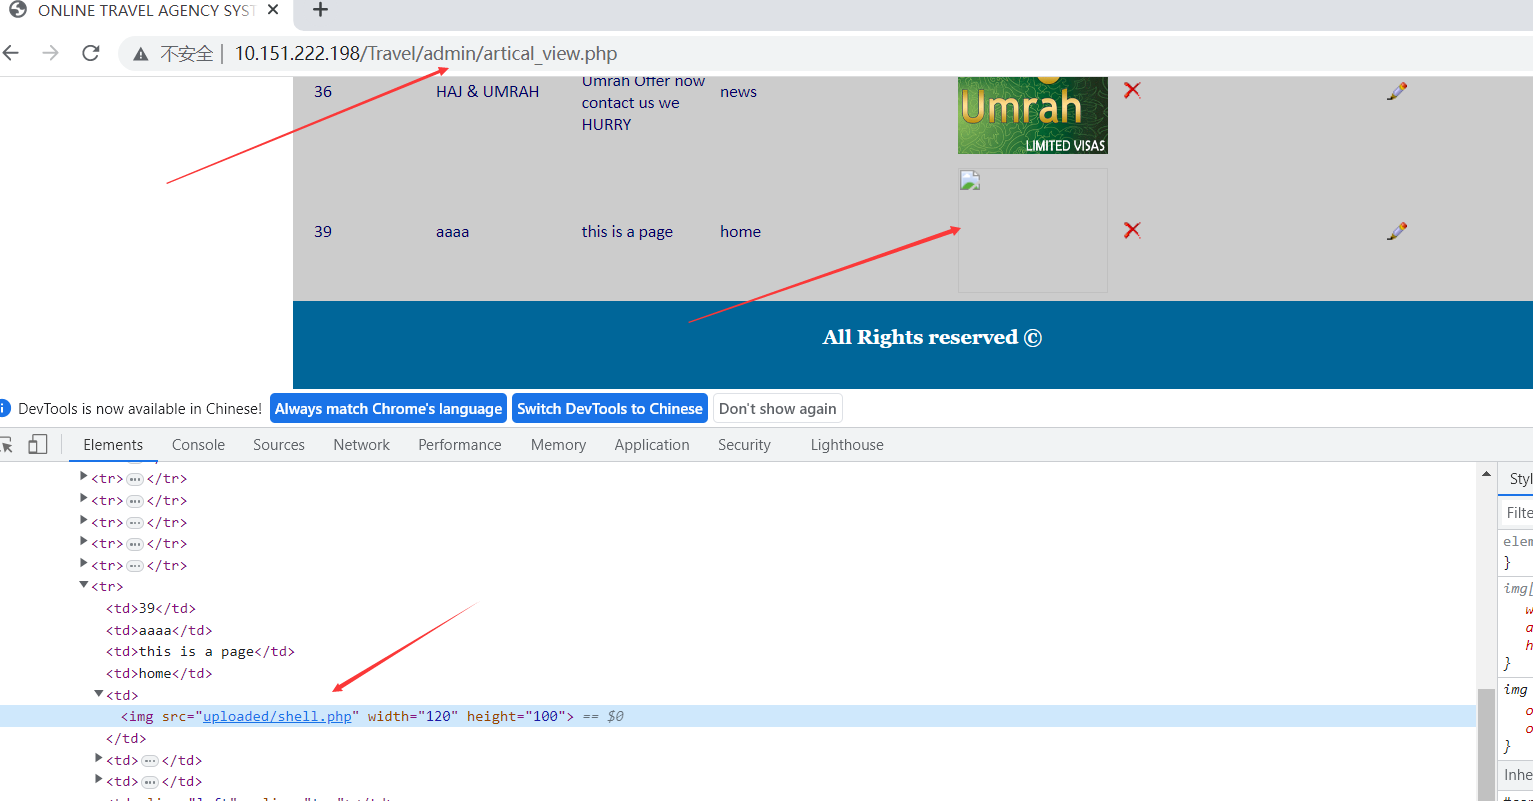 ONLINE TRAVEL AGENCY SYST
不安全 | 10.151.222.198/Travel/admin/artical_view.php
36 HAJ & UMRAH Umrah Offer now contact us we HURRY news
Umrah
LIMITED VISAS
39 aaaa this is a page home
All Rights reserved ©
DevTools is now available in Chinese! Always match Chrome's language Switch DevTools to Chinese Don't show again
Elements Console Sources Network Performance Memory Application Security Lighthouse
<tr> ••• </tr>
<tr> ••• </tr>
<tr> ••• </tr>
<tr> ••• </tr>
<tr> ••• </tr>
<tr>
<td>39</td>
<td>aaaa</td>
<td>this is a page</td>
<td>home</td>
<td>
<img src="uploaded/shell.php" width="120" height="100"> == $0
</td>
<td> ••• </td>
<td> ••• </td>
Styl
Filte
elem
}
img[
w
a
h
}
img
o
o
}
Inhe